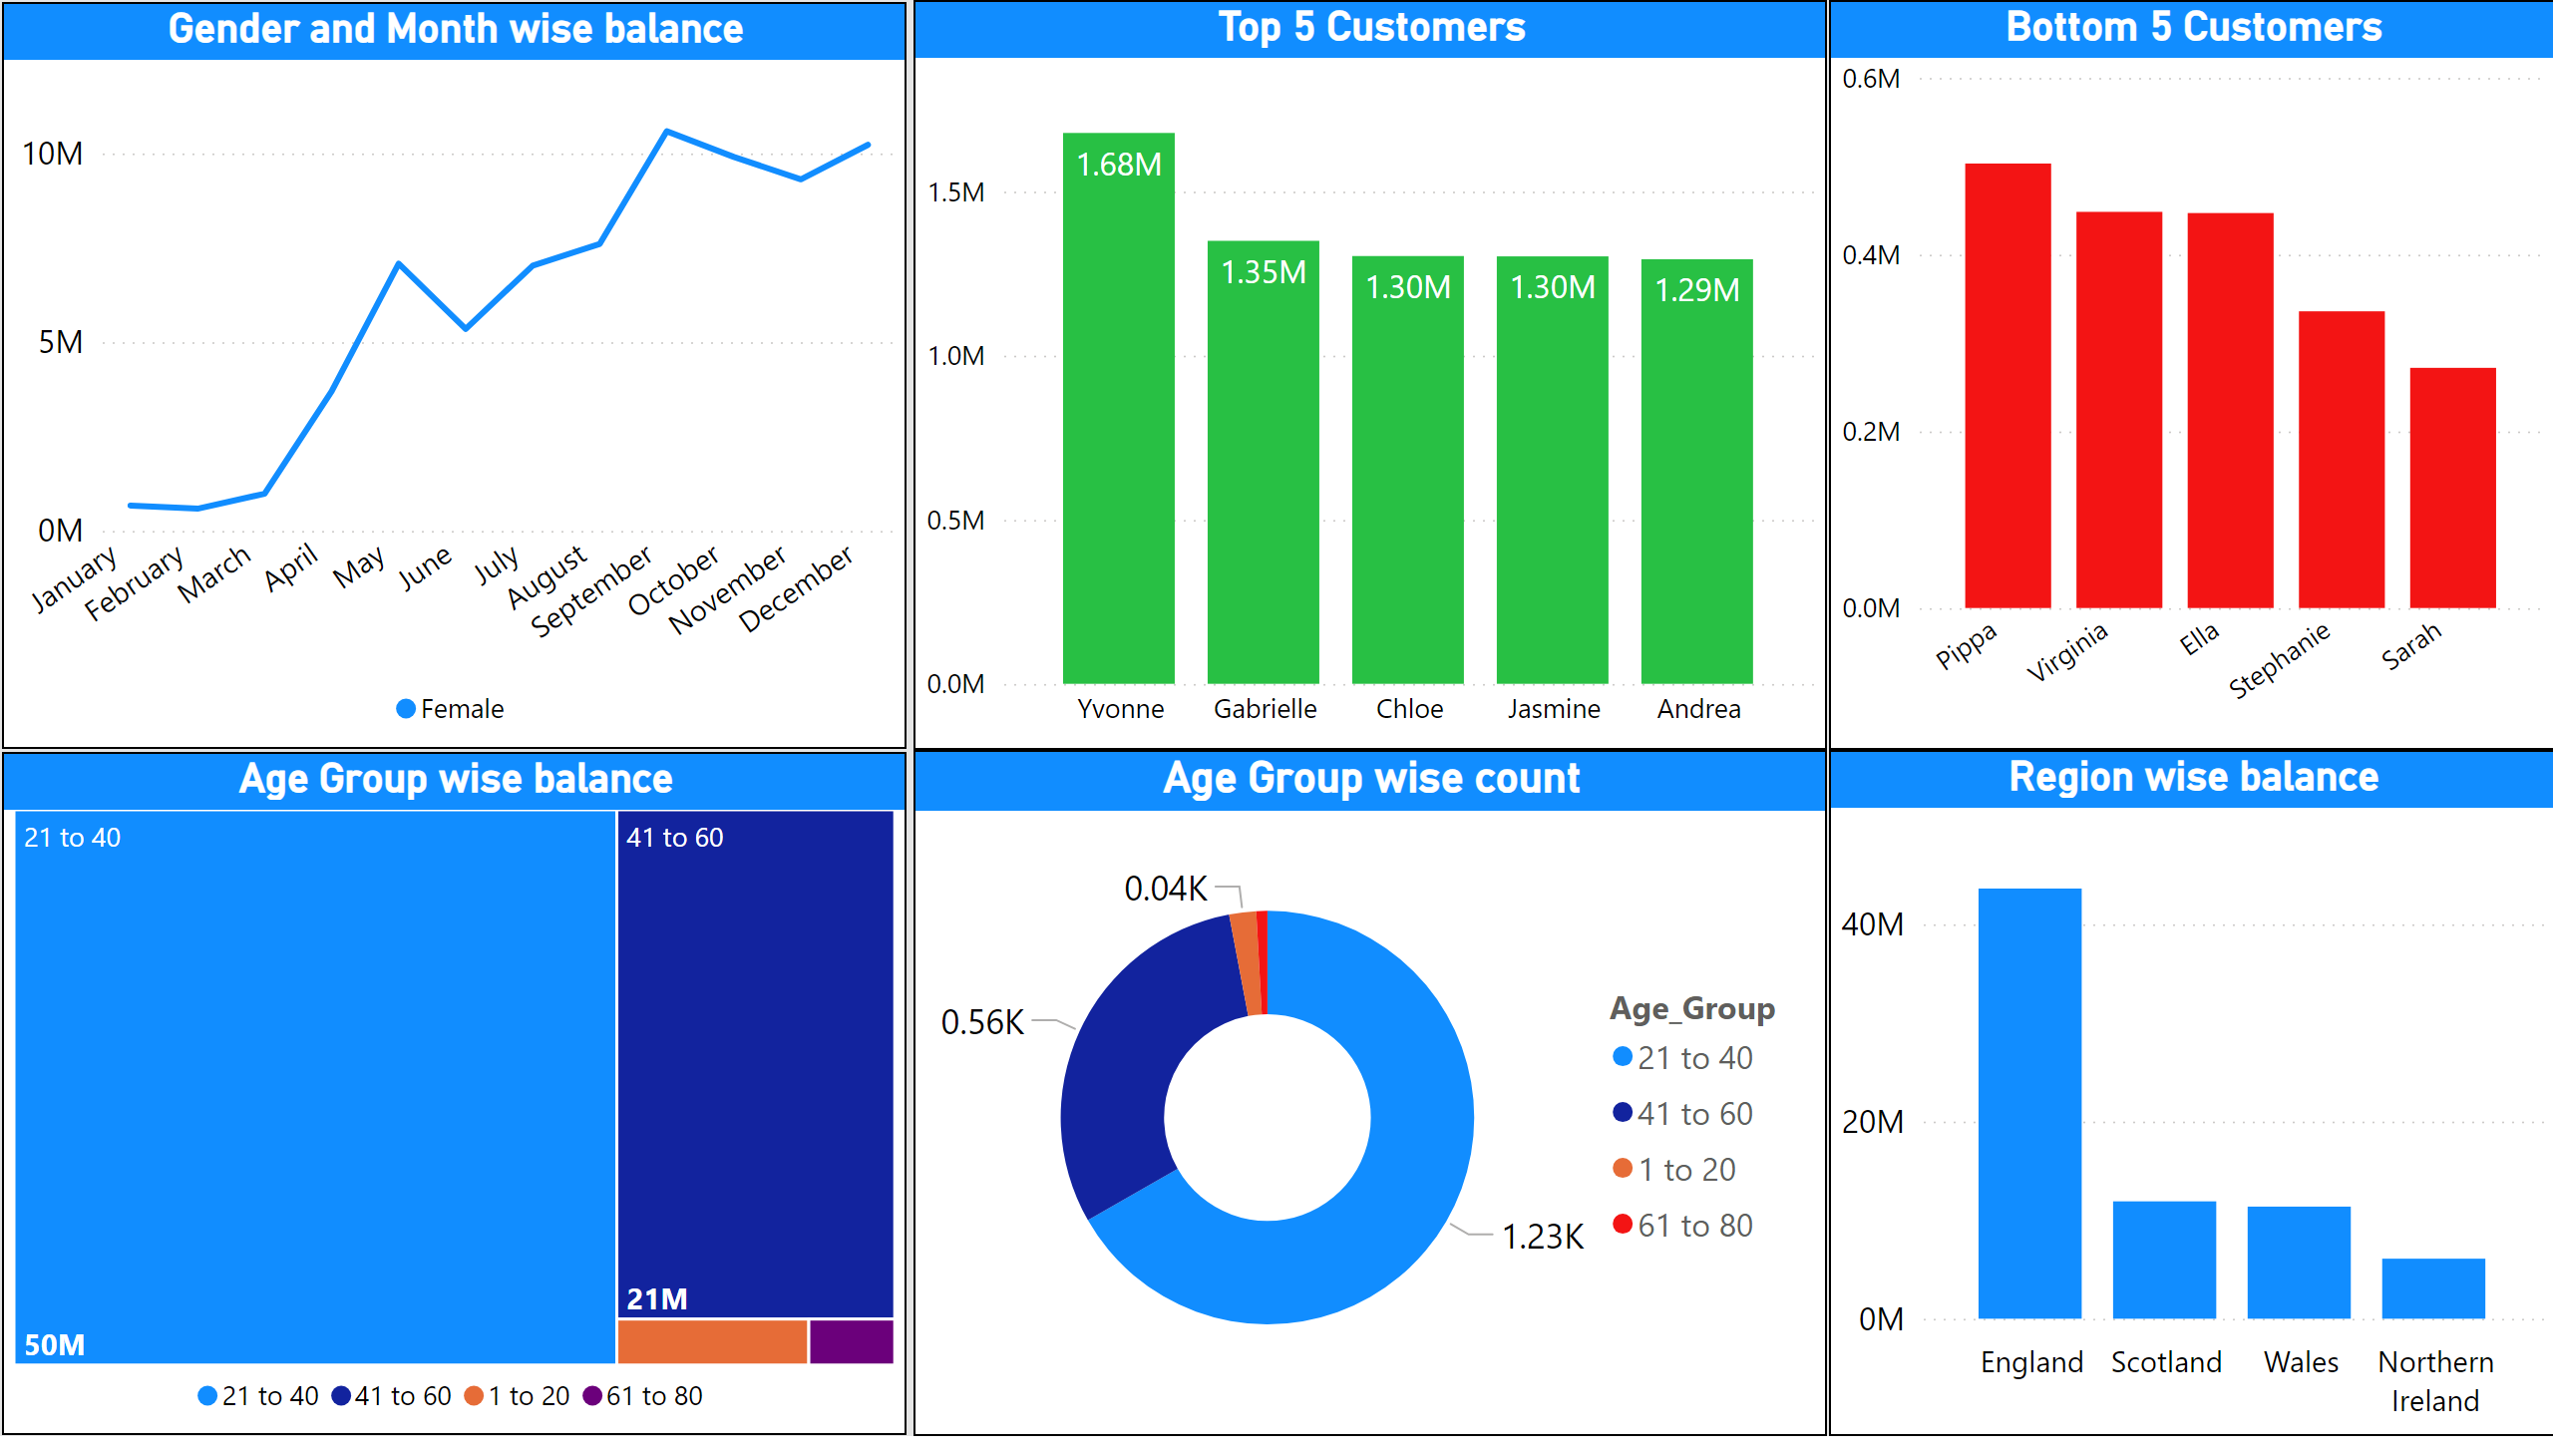 Gender and Month wise balance
10M
5M
0M
January
February
March
April
May
June
July
August
September
October
November
December
Female
Top 5 Customers
1.5M
1.0M
0.5M
0.0M
1.68M
1.35M
1.30M
1.30M
1.29M
Yvonne
Gabrielle
Chloe
Jasmine
Andrea
Bottom 5 Customers
0.6M
0.4M
0.2M
0.0M
Pippa
Virginia
Ella
Stephanie
Sarah
Age Group wise balance
21 to 40
41 to 60
21M
50M
21 to 40
41 to 60
1 to 20
61 to 80
Age Group wise count
0.04K
0.56K
1.23K
Age_Group
21 to 40
41 to 60
1 to 20
61 to 80
Region wise balance
40M
20M
0M
England
Scotland
Wales
Northern
Ireland